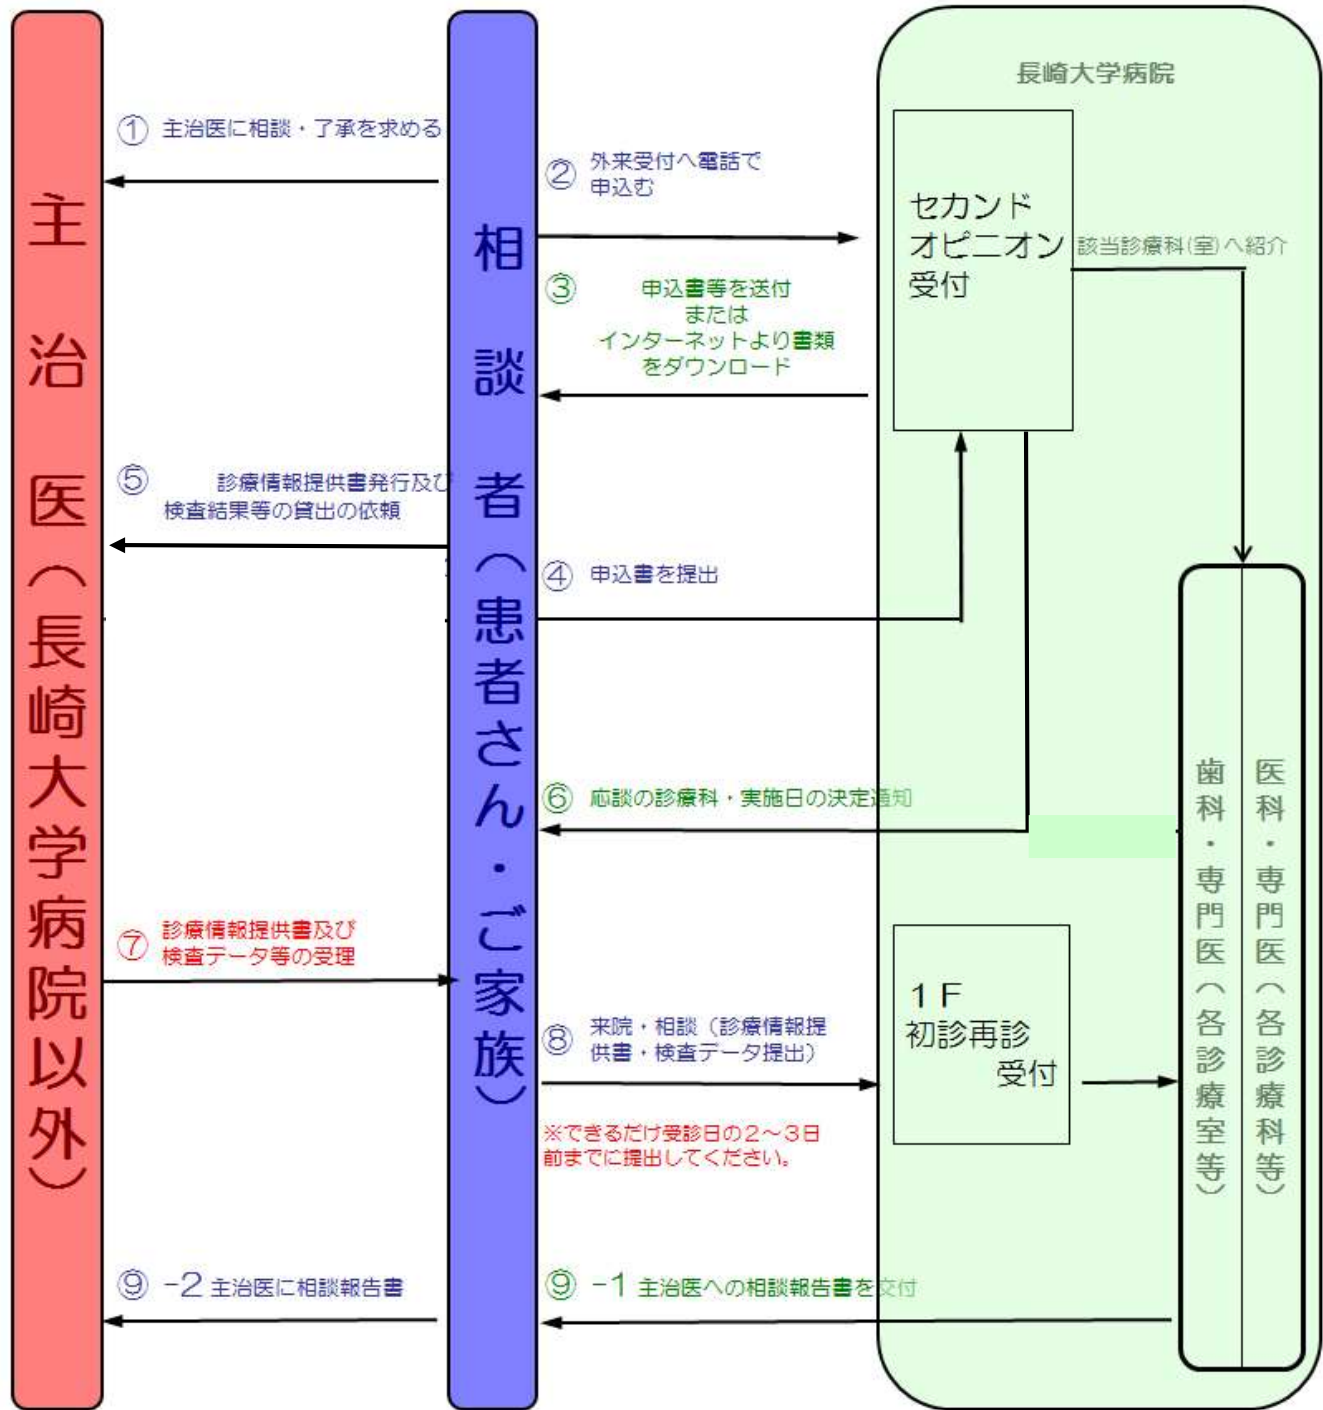 長崎大学病院
① 主治医に相談・了承を求める
② 外来受付へ電話で
申込む
セカンド
オピニオン
受付
該当診療科(室)へ紹介
③ 申込書等を送付
または
インターネットより書類
をダウンロード
主治医(長崎大学病院以外)
相談者(患者さん・ご家族)
⑤ 診療情報提供書発行及び
検査結果等の貸出の依頼
④ 申込書を提出
⑥ 応談の診療科・実施日の決定通知
歯科・専門医(各診療室等)
医科・専門医(各診療科等)
⑦ 診療情報提供書及び
検査データ等の受理
⑧ 来院・相談(診療情報提
供書・検査データ提出)
1F
初診再診
受付
※できるだけ受診日の2~3日
前までに提出してください。
⑨ -2 主治医に相談報告書
⑨ -1 主治医への相談報告書を交付